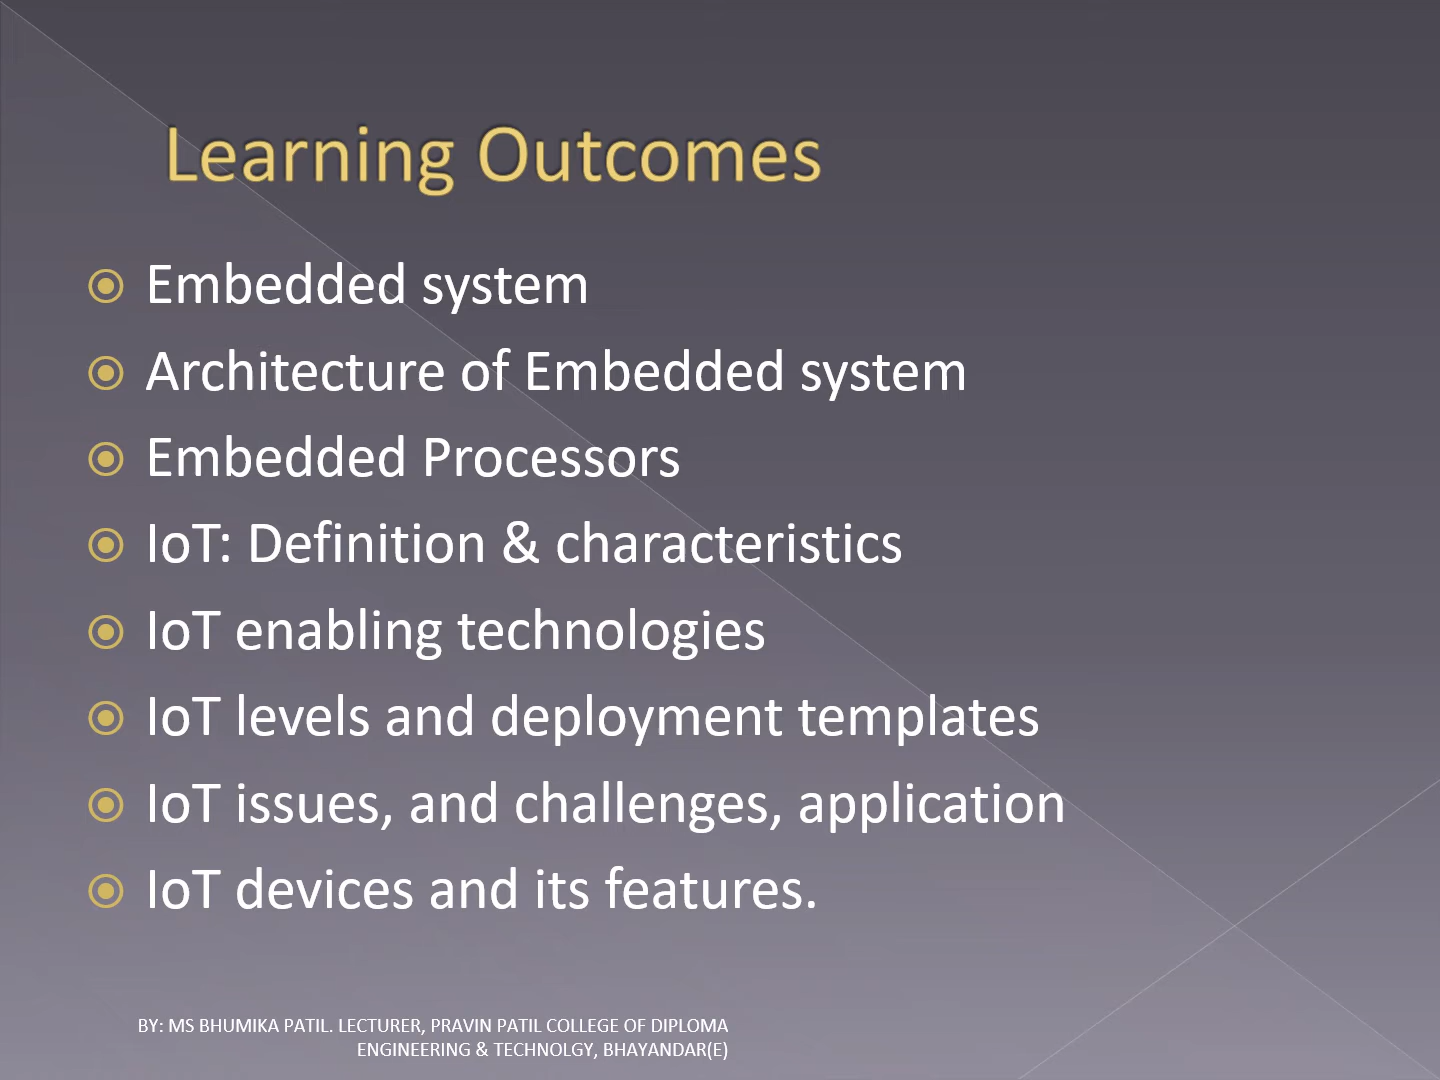 Learning Outcomes
Embedded system
Architecture of Embedded system
Embedded Processors
IoT: Definition & characteristics
IoT enabling technologies
IoT levels and deployment templates
IoT issues, and challenges, application
IoT devices and its features.
BY: MS BHUMIKA PATIL. LECTURER, PRAVIN PATIL COLLEGE OF DIPLOMA
ENGINEERING & TECHNOLGY, BHAYANDAR(E)